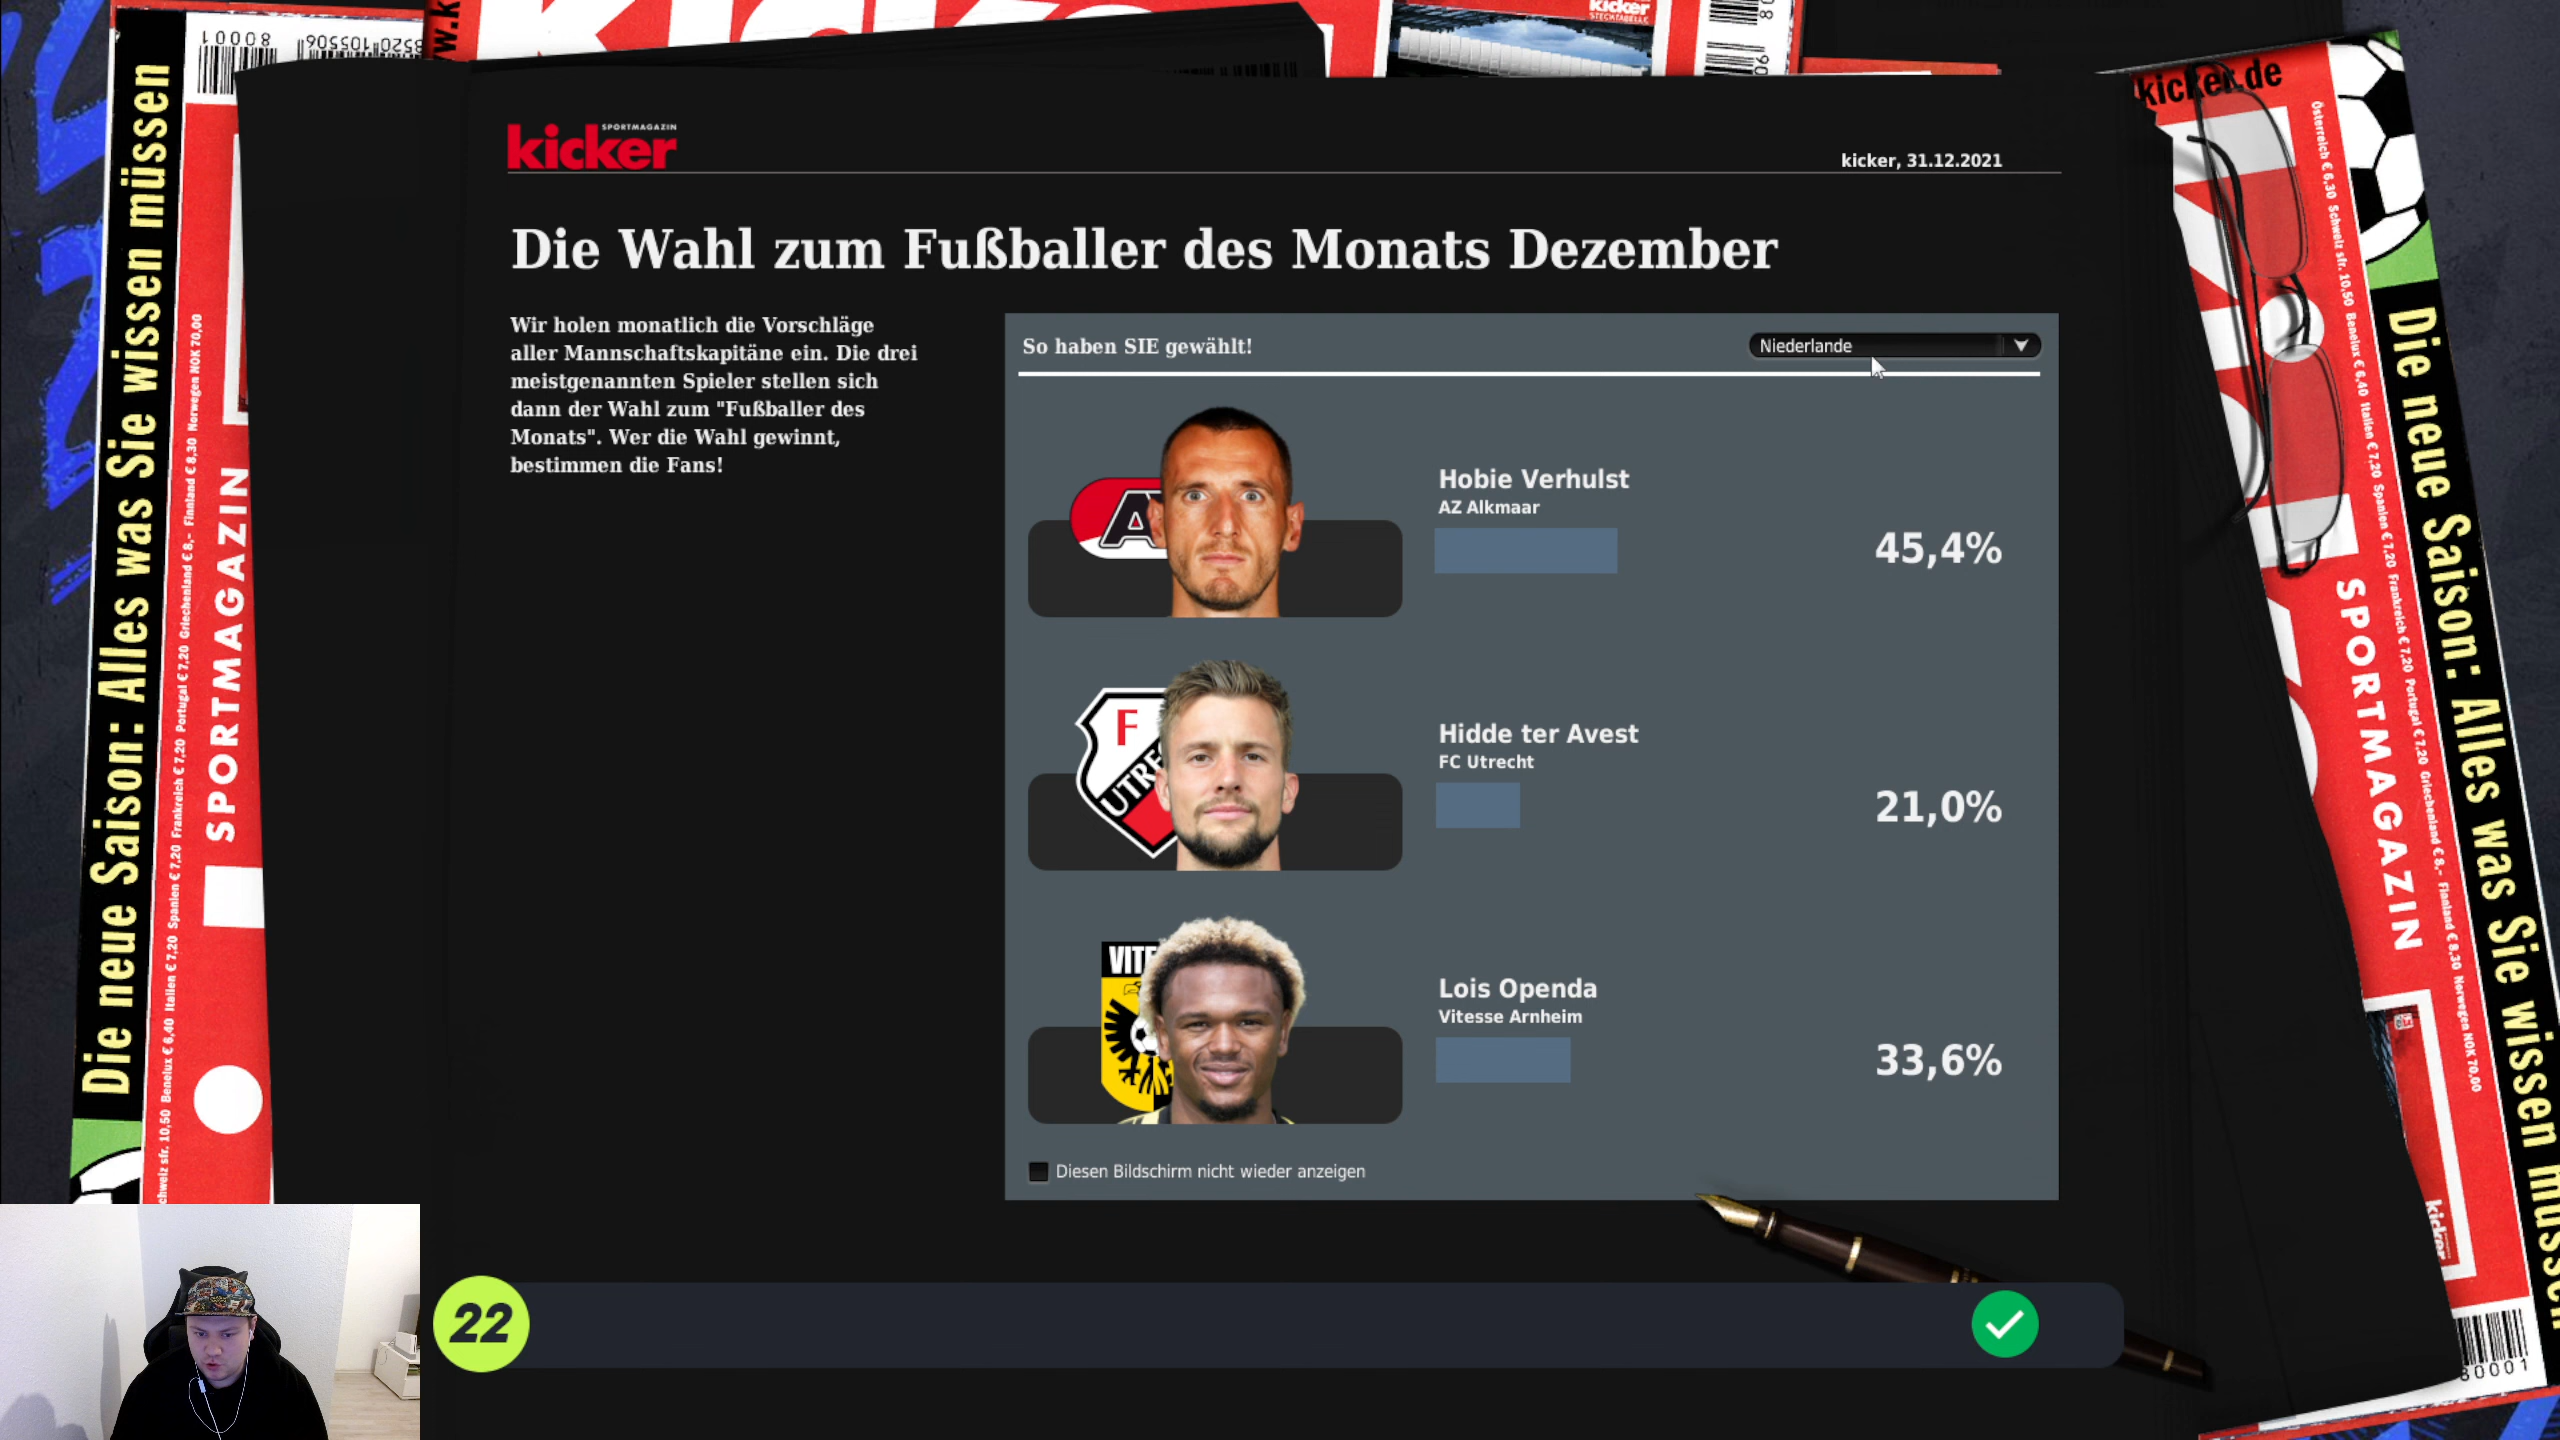 kicker
SPORTMAGAZIN
kicker, 31.12.2021
Die Wahl zum Fußballer des Monats Dezember
Wir holen monatlich die Vorschläge
aller Mannschaftskapitäne ein. Die drei
meistgenannten Spieler stellen sich
dann der Wahl zum "Fußballer des
Monats". Wer die Wahl gewinnt,
bestimmen die Fans!
So haben SIE gewählt!
Niederlande
Hobie Verhulst
AZ Alkmaar
45,4%
Hidde ter Avest
FC Utrecht
21,0%
Lois Openda
Vitesse Arnheim
33,6%
Diesen Bildschirm nicht wieder anzeigen
22
Die neue Saison: Alles was Sie wissen müssen
SPORTMAGAZIN
80001
kicker.de
Die neue Saison: Alles was Sie wissen müssen
SPORTMAGAZIN
kicker
80001